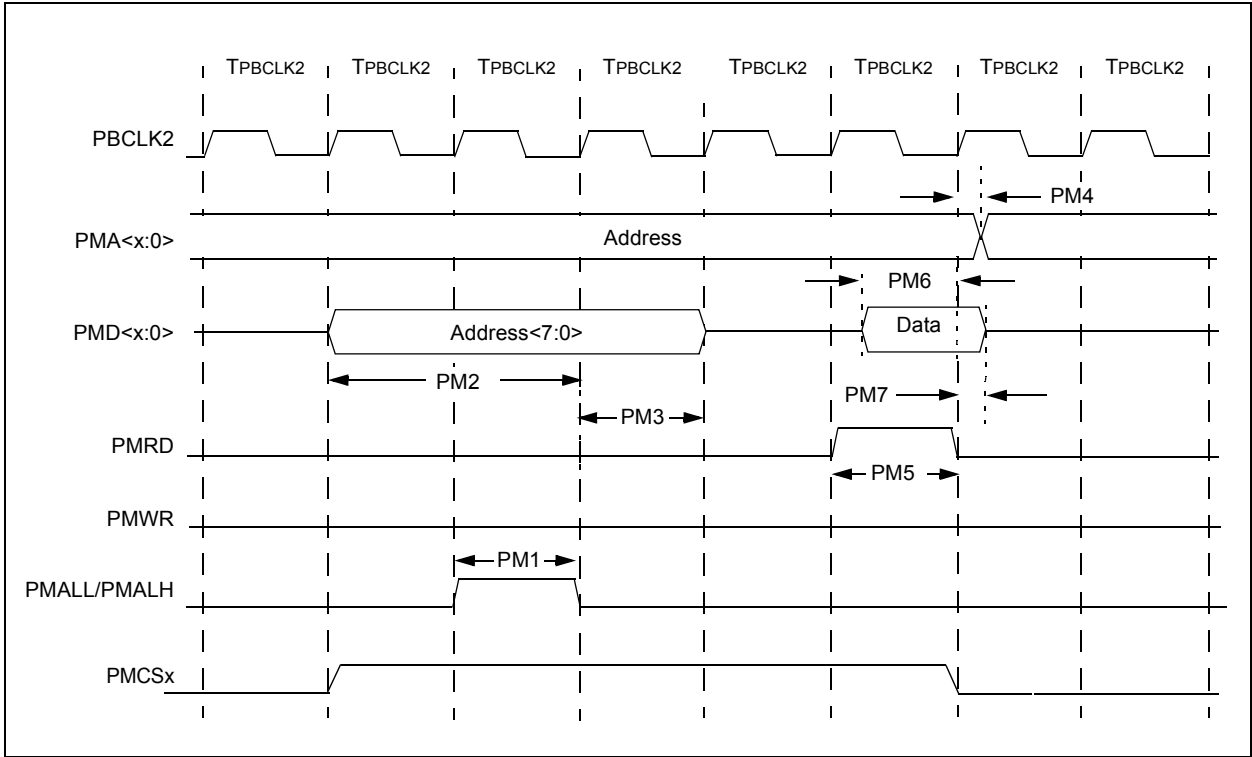 TPBCLK2 TPBCLK2 TPBCLK2 TPBCLK2 TPBCLK2 TPBCLK2 TPBCLK2 TPBCLK2
PBCLK2
PM4
PMA<x:0>
Address
PM6
PMD<x:0>
Address<7:0>
Data
PM2
PM7
PM3
PMRD
PM5
PMWR
PM1
PMALL/PMALH
PMCSx